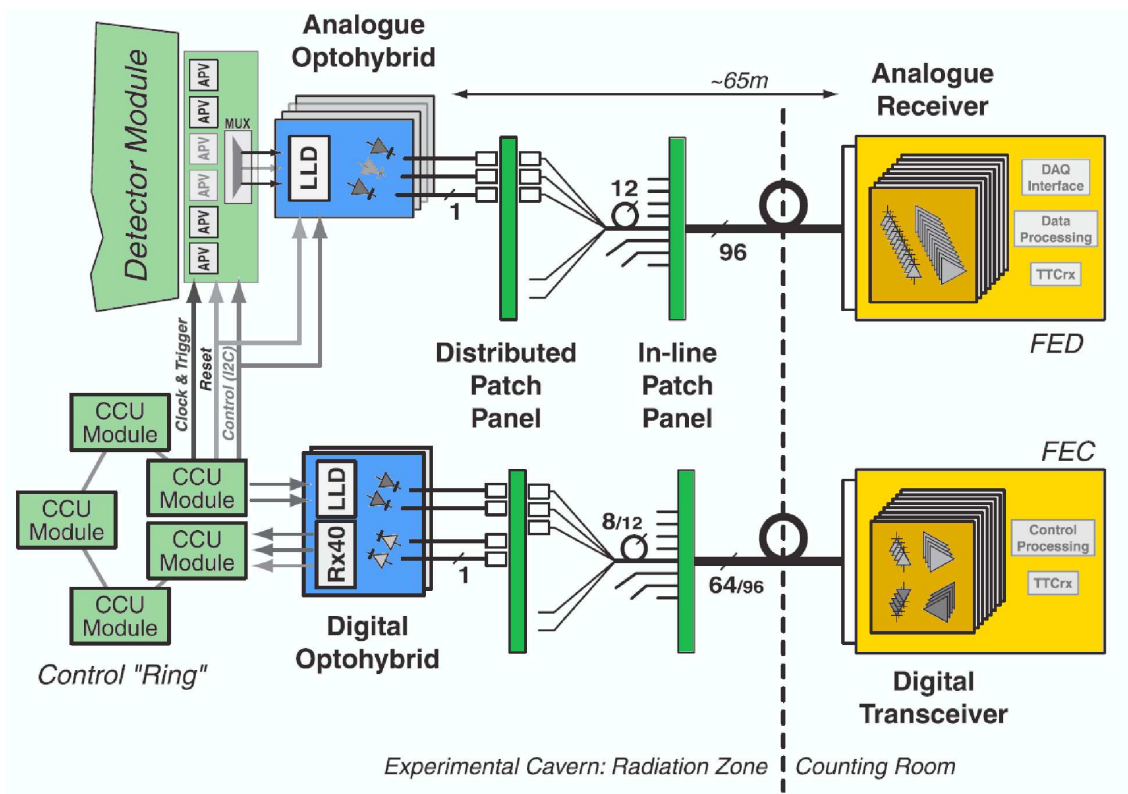 Analogue
Optohybrid
Detector Module
APV
APV
APV
APV
APV
APV
MUX
LLD
1
~65m
12
96
Analogue
Receiver
DAQ
Interface
Data
Processing
TTCrx
FED
Distributed
Patch
Panel
In-line
Patch
Panel
Clock & Trigger
Reset
Control (I2C)
CCU
Module
CCU
Module
CCU
Module
CCU
Module
CCU
Module
Control "Ring"
LLD
Rx40
1
Digital
Optohybrid
8/12
64/96
FEC
Control
Processing
TTCrx
Digital
Transceiver
Experimental Cavern: Radiation Zone
Counting Room